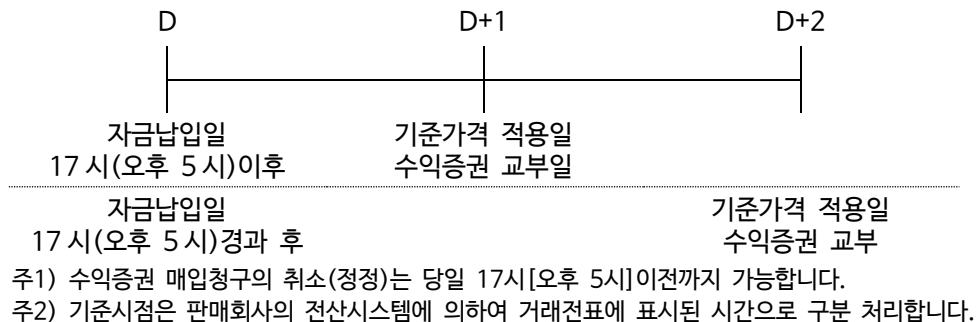 D D+1 D+2
자금납입일 기준가격 적용일
17시(오후 5시)이후 수익증권 교부일
자금납입일 기준가격 적용일
17시(오후 5시)경과 후 수익증권 교부
주1) 수익증권 매입청구의 취소(정정)는 당일 17시[오후 5시]이전까지 가능합니다.
주2) 기준시점은 판매회사의 전산시스템에 의하여 거래전표에 표시된 시간으로 구분 처리합니다.